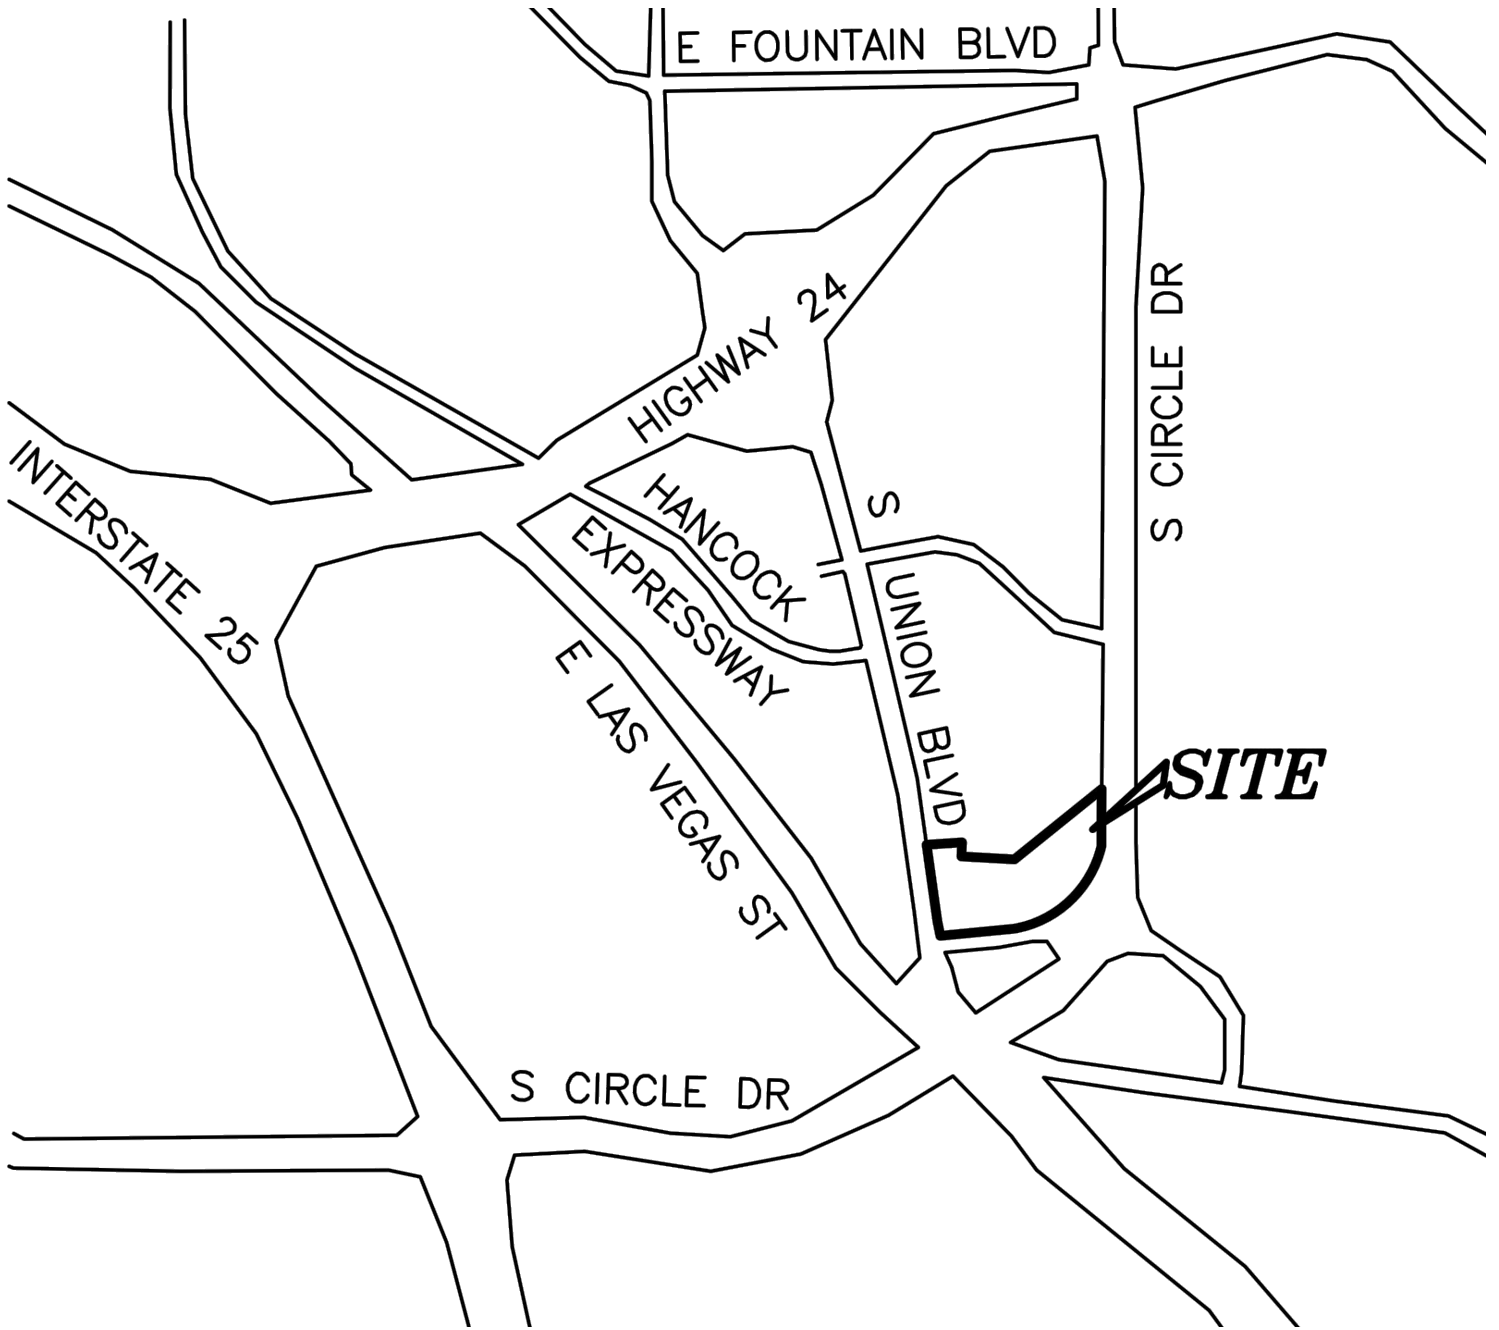 E FOUNTAIN BLVD
HIGHWAY 24
S CIRCLE DR
INTERSTATE 25
HANCOCK
EXPRESSWAY
S UNION BLVD
E LAS VEGAS ST
SITE
S CIRCLE DR